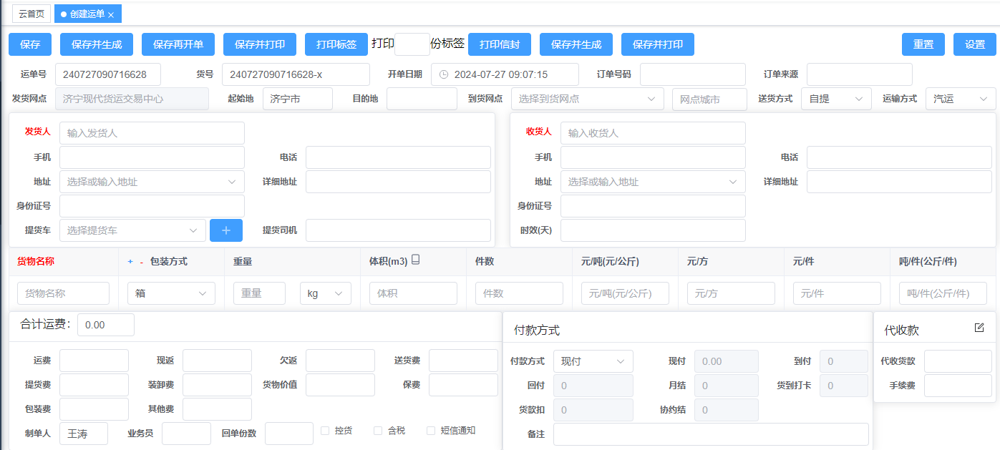 云首页 创建运单 ×
保存 保存并生成 保存再开单 保存并打印 打印标签 打印 份标签 打印信封 保存并生成 保存并打印 重置 设置
运单号 240727090716628 货号 240727090716628-x 开单日期 2024-07-27 09:07:15 订单号码 订单来源
发货网点 济宁现代货运交易中心 起始地 济宁市 目的地 到货网点 选择到货网点 网点城市 送货方式 自提 运输方式 汽运
发货人 输入发货人 收货人 输入收货人
手机 电话 手机 电话
地址 选择或输入地址 详细地址 地址 选择或输入地址 详细地址
身份证号 身份证号
提货车 选择提货车 + 提货司机 时效(天)
货物名称 + - 包装方式 重量 体积(m3) 件数 元/吨(元/公斤) 元/方 元/件 吨/件(公斤/件)
货物名称 箱 重量 kg 体积 件数 元/吨(元/公斤) 元/方 元/件 吨/件(公斤/件)
合计运费： 0.00 付款方式 代收款
运费 现返 欠返 送货费 付款方式 现付 现付 0.00 到付 0 代收货款
提货费 装卸费 货物价值 保费 回付 0 月结 0 货到打卡 0 手续费
包装费 其他费 货款扣 0 协约结 0
制单人 王涛 业务员 回单份数 控货 含税 短信通知 备注